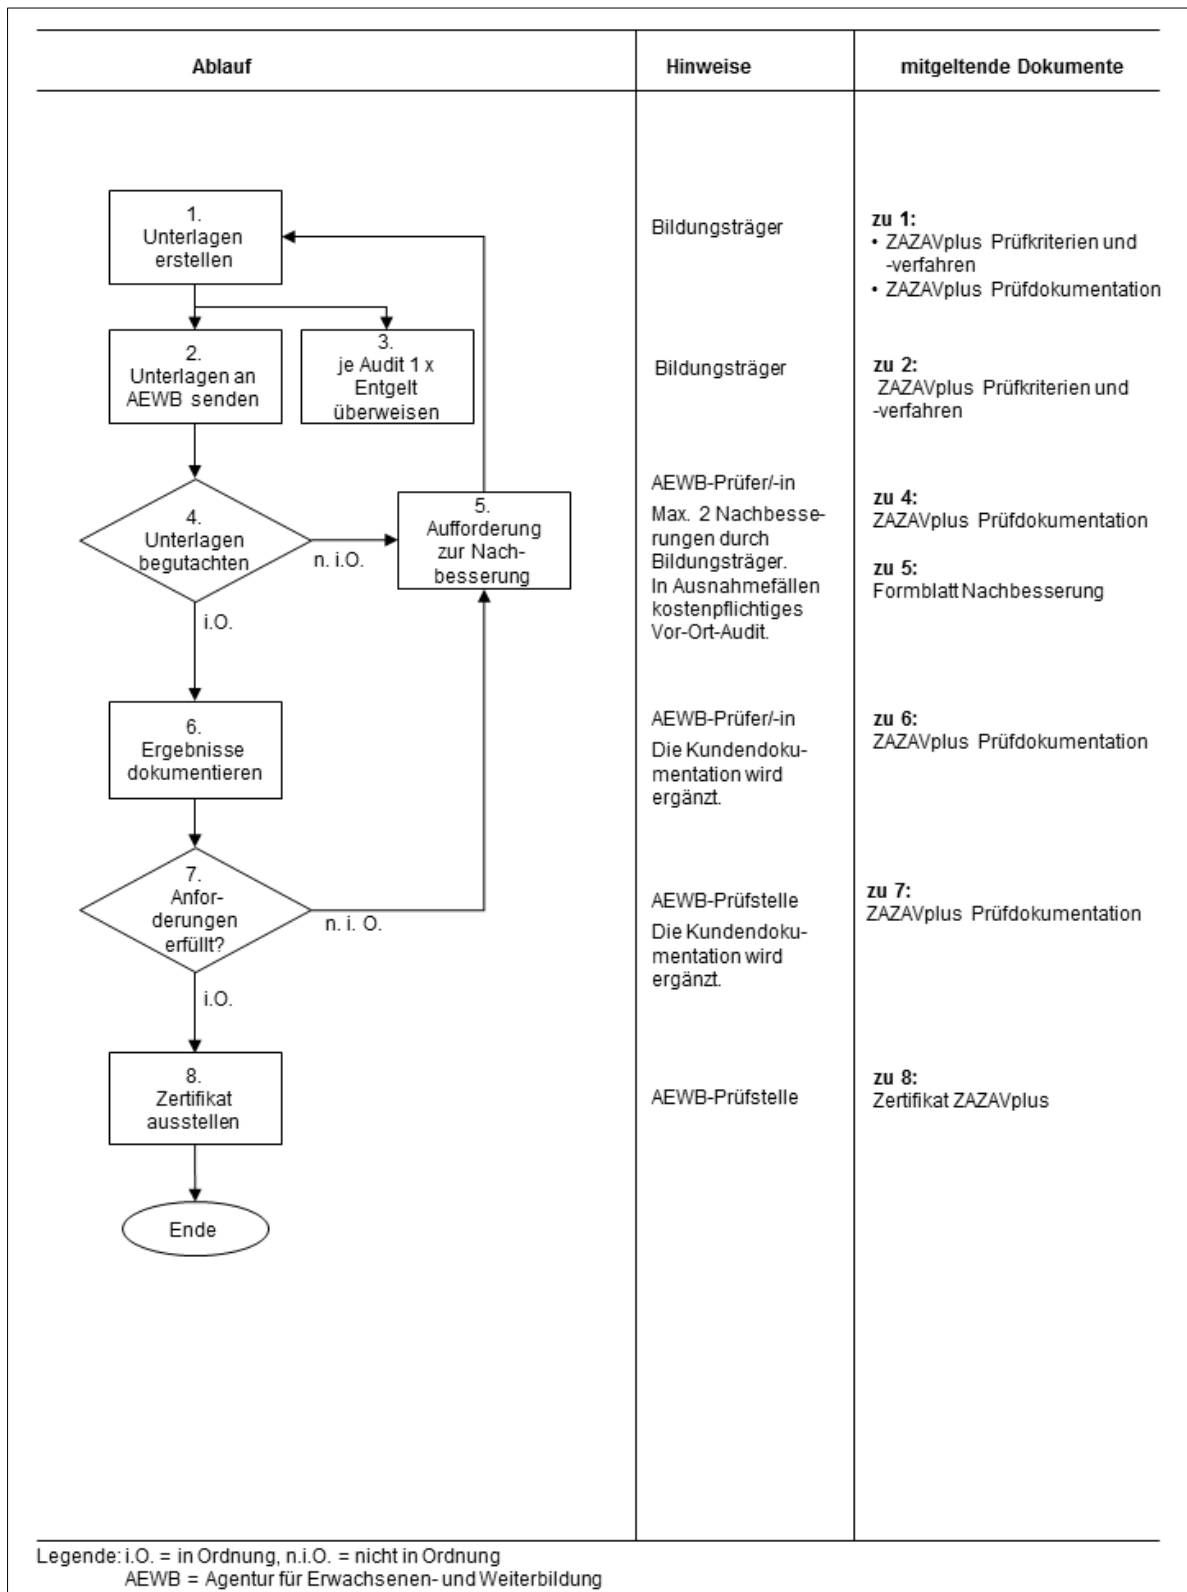 Ablauf
Hinweise
mitgeltende Dokumente
1.
Unterlagen
erstellen
Bildungsträger
zu 1:
• ZAZAVplus Prüfkriterien und
-verfahren
• ZAZAVplus Prüfdokumentation
2.
Unterlagen an
AEWB senden
3.
je Audit 1 x
Entgelt
überweisen
Bildungsträger
zu 2:
ZAZAVplus Prüfkriterien und
-verfahren
4.
Unterlagen
begutachten
n. i.O.
i.O.
5.
Aufforderung
zur Nach-
besserung
AEWB-Prüfer/-in
Max. 2 Nachbesse-
rungen durch
Bildungsträger.
In Ausnahmefällen
kostenpflichtiges
Vor-Ort-Audit.
zu 4:
ZAZAVplus Prüfdokumentation
zu 5:
Formblatt Nachbesserung
6.
Ergebnisse
dokumentieren
AEWB-Prüfer/-in
Die Kundendoku-
mentation wird
ergänzt.
zu 6:
ZAZAVplus Prüfdokumentation
7.
Anfor-
derungen
erfüllt?
n. i. O.
i.O.
AEWB-Prüfstelle
Die Kundendoku-
mentation wird
ergänzt.
zu 7:
ZAZAVplus Prüfdokumentation
8.
Zertifikat
ausstellen
AEWB-Prüfstelle
zu 8:
Zertifikat ZAZAVplus
Ende
Legende: i.O. = in Ordnung, n.i.O. = nicht in Ordnung
AEWB = Agentur für Erwachsenen- und Weiterbildung